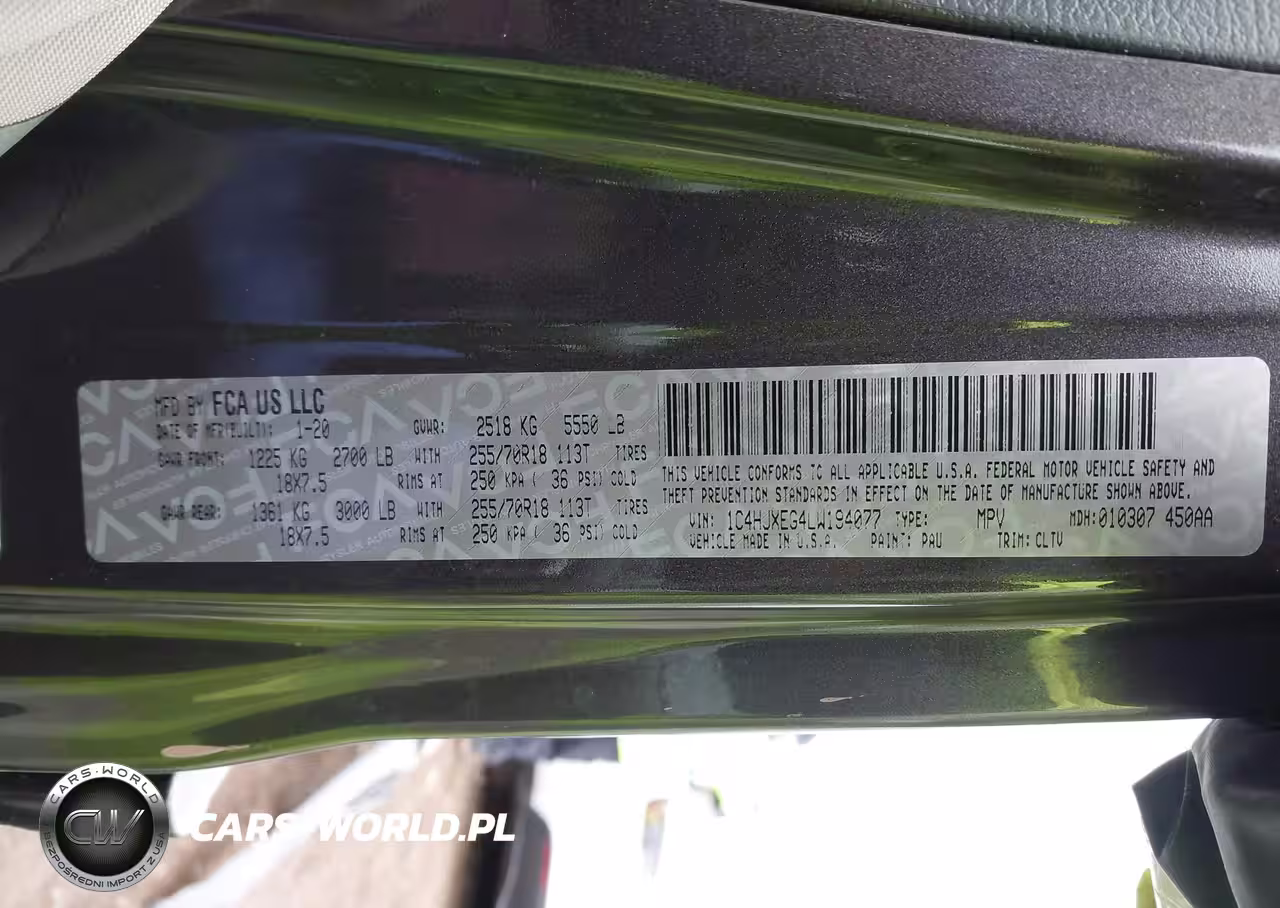 MFD BY FCA US LLC
DATE OF MFR(BUILT): 1-20 GVWR: 2518 KG 5550 LB
GAWR FRONT: 1225 KG 2700 LB WITH 255/70R18 113T TIRES
18X7.5 RIMS AT 250 KPA ( 36 PSI) COLD
GAWR REAR: 1361 KG 3000 LB WITH 255/70R18 113T TIRES
18X7.5 RIMS AT 250 KPA ( 36 PSI) COLD
THIS VEHICLE CONFORMS TO ALL APPLICABLE U.S.A. FEDERAL MOTOR VEHICLE SAFETY AND
THEFT PREVENTION STANDARDS IN EFFECT ON THE DATE OF MANUFACTURE SHOWN ABOVE.
VIN: 1C4HJXEG4LW194077 TYPE: MPV MDH:010307 450AA
VEHICLE MADE IN U.S.A. PAINT: PAU TRIM: CLTV
CARS-WORLD
CW
BEZPOŚREDNI IMPORT Z USA
CARS-WORLD.PL